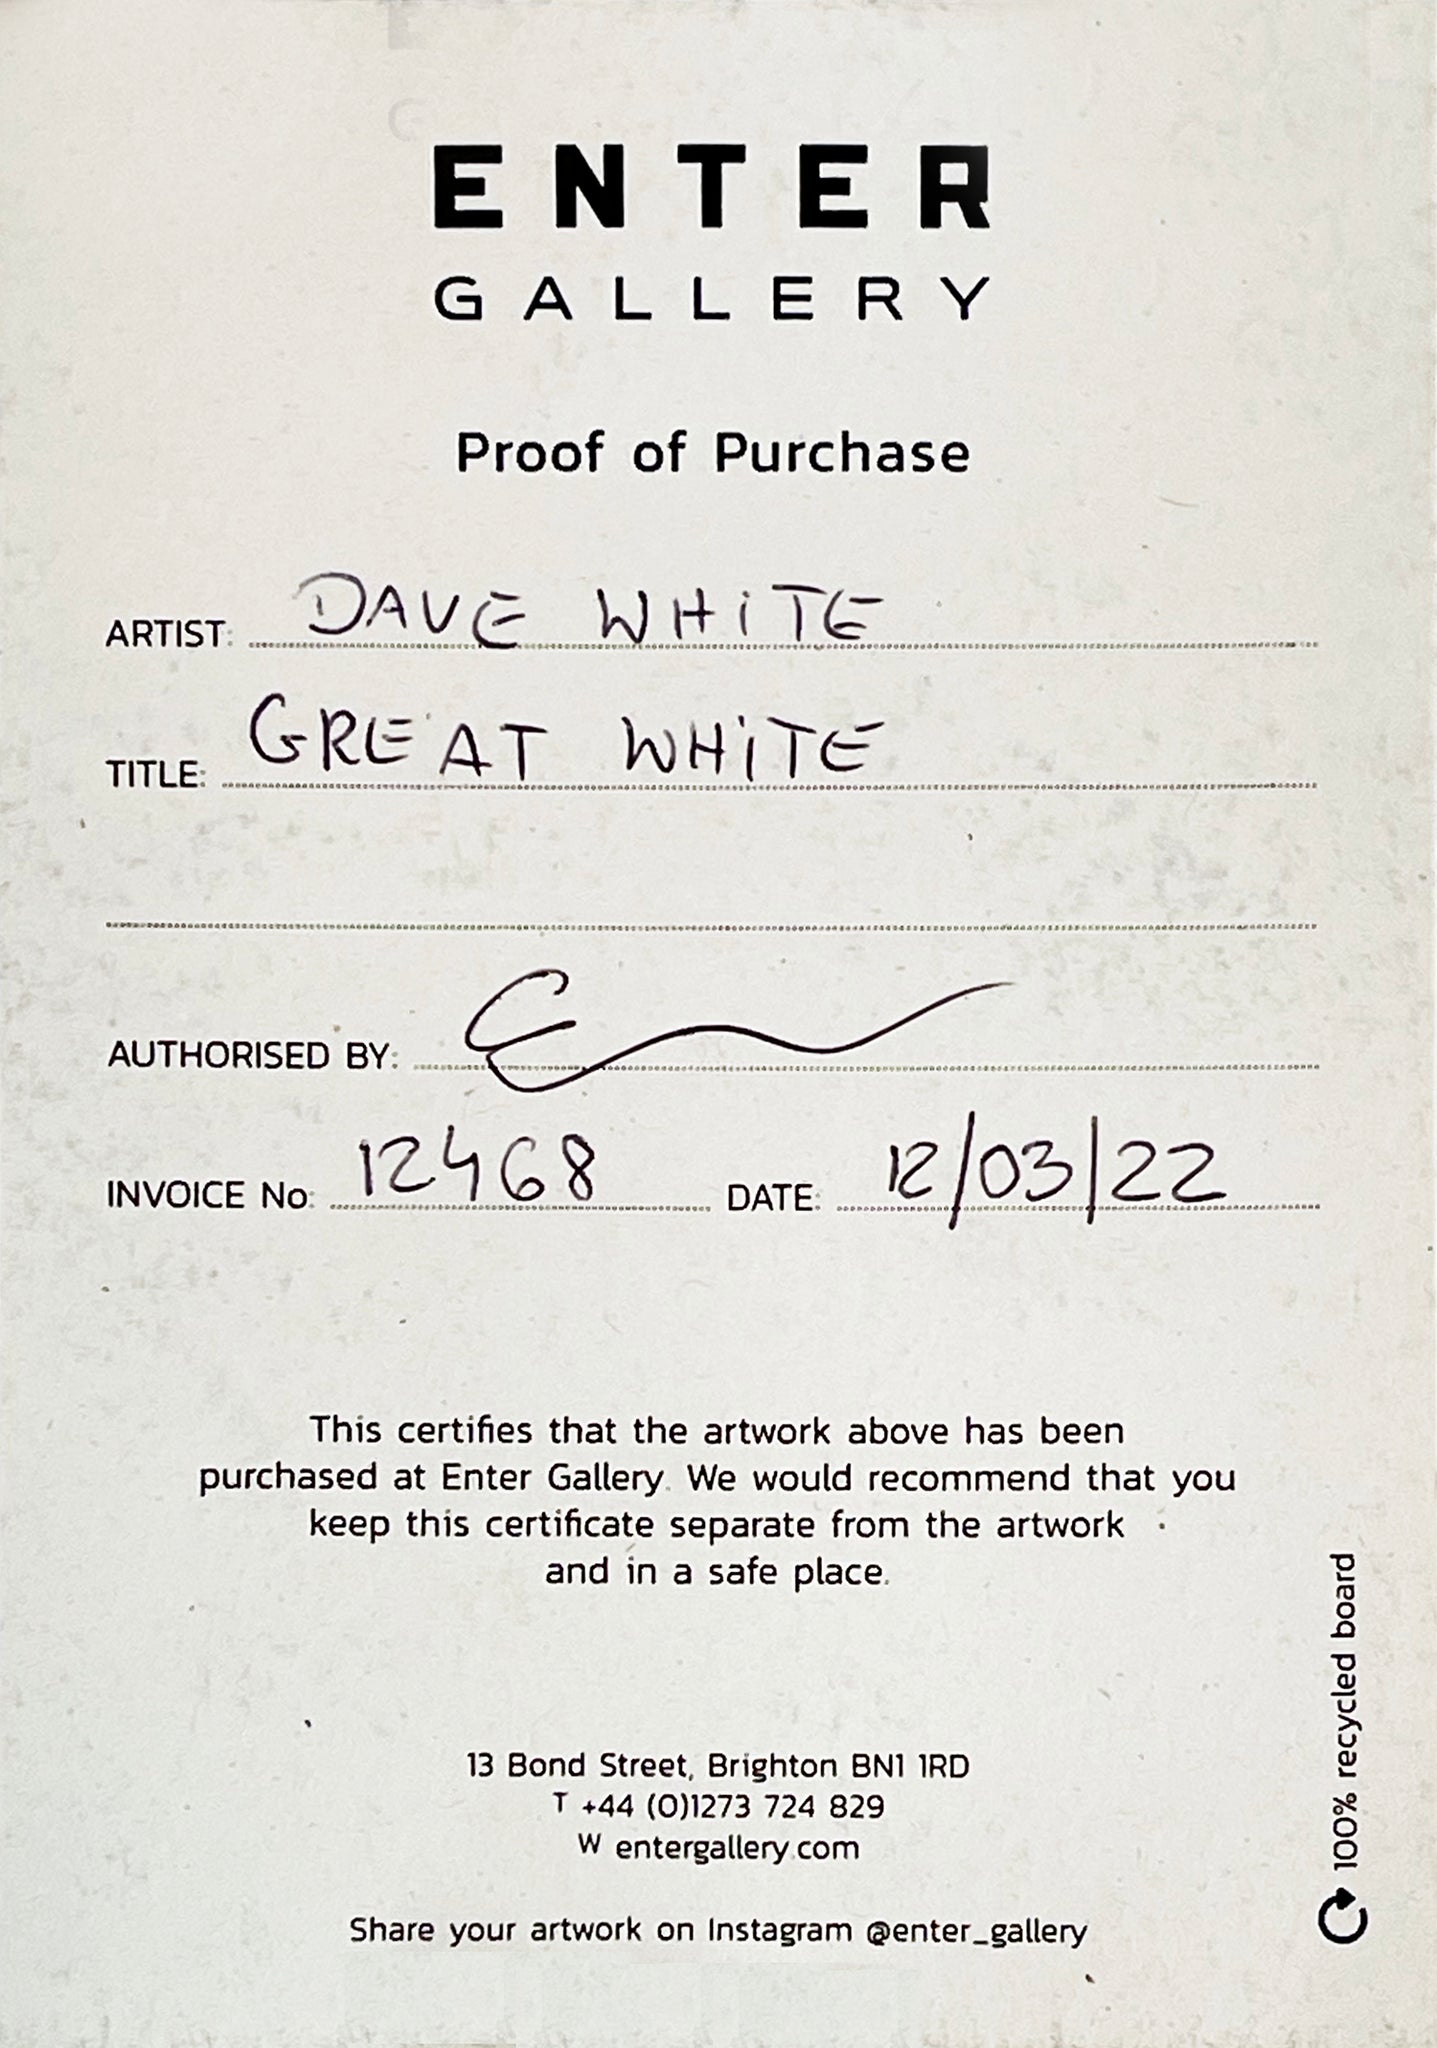 ENTER
GALLERY
Proof of Purchase
ARTIST: DAVE WHITE
TITLE: GREAT WHITE
AUTHORISED BY:
INVOICE No: 12468 DATE: 12/03/22
This certifies that the artwork above has been
purchased at Enter Gallery. We would recommend that you
keep this certificate separate from the artwork
and in a safe place.
13 Bond Street, Brighton BN1 1RD
T +44 (0)1273 724 829
W entergallery.com
Share your artwork on Instagram @enter_gallery
100% recycled board